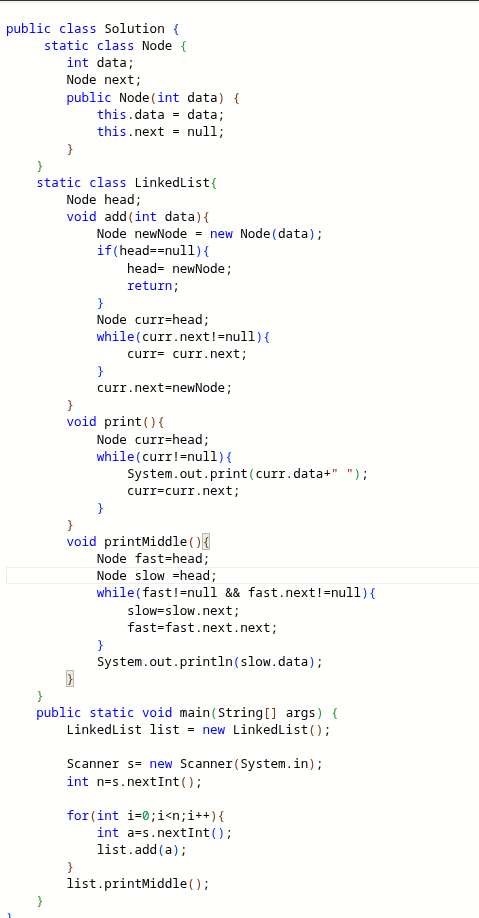 public class Solution {
     static class Node {
        int data;
        Node next;
        public Node(int data) {
            this.data = data;
            this.next = null;
        }
    }
    static class LinkedList{
        Node head;
        void add(int data){
            Node newNode = new Node(data);
            if(head==null){
                head= newNode;
                return;
            }
            Node curr=head;
            while(curr.next!=null){
                curr= curr.next;
            }
            curr.next=newNode;
        }
        void print(){
            Node curr=head;
            while(curr!=null){
                System.out.print(curr.data+" ");
                curr=curr.next;
            }
        }
        void printMiddle(){
            Node fast=head;
            Node slow =head;
            while(fast!=null && fast.next!=null){
                slow=slow.next;
                fast=fast.next.next;
            }
            System.out.println(slow.data);
        }
    }
    public static void main(String[] args) {
        LinkedList list = new LinkedList();

        Scanner s= new Scanner(System.in);
        int n=s.nextInt();

        for(int i=0;i<n;i++){
            int a=s.nextInt();
            list.add(a);
        }
        list.printMiddle();
    }
}